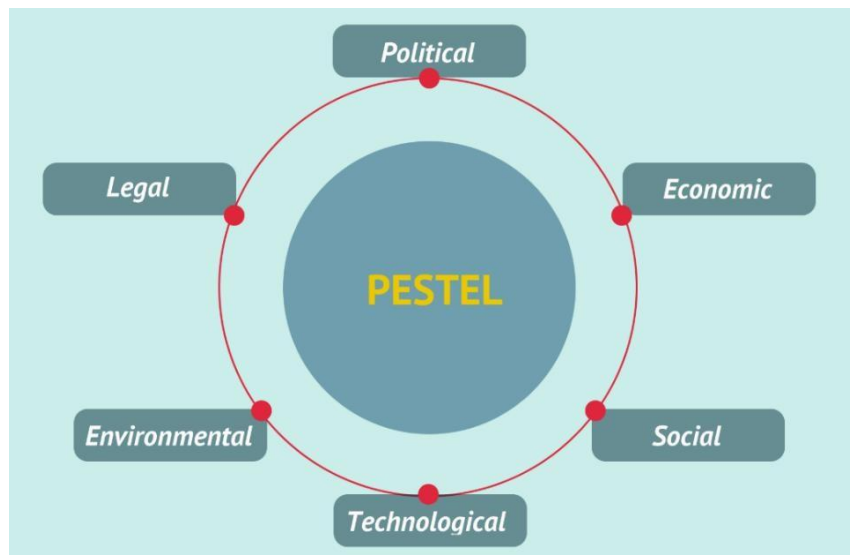 Political
Legal
Economic
PESTEL
Environmental
Social
Technological